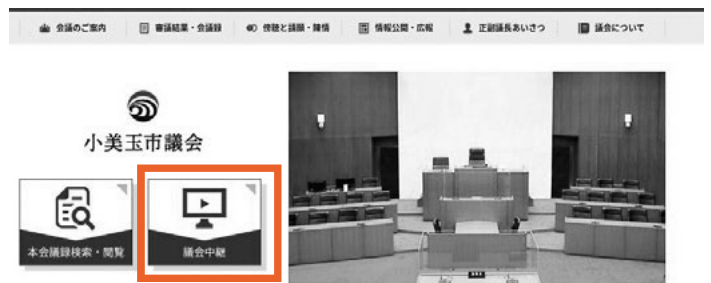 会議のご案内
審議結果・会議録
傍聴と請願・陳情
情報公開・広報
正副議長あいさつ
議会について
小美玉市議会
本会議録検索・閲覧
議会中継